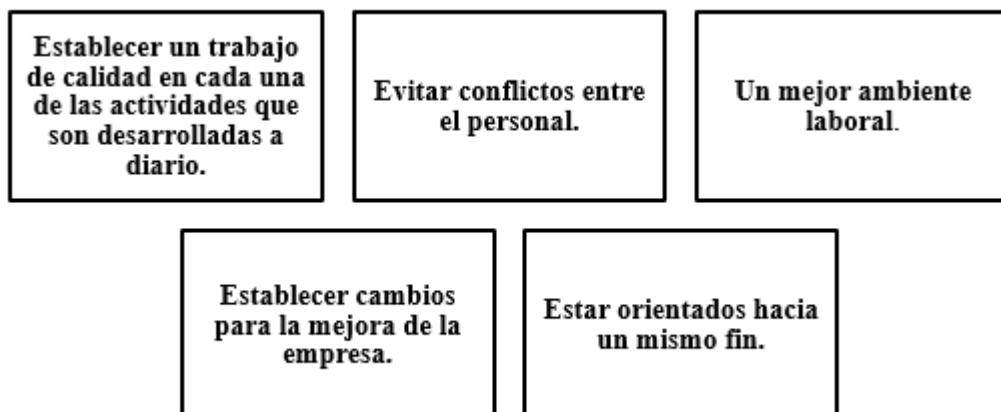 Establecer un trabajo
de calidad en cada una
de las actividades que
son desarrolladas a
diario.
Evitar conflictos entre
el personal.
Un mejor ambiente
laboral.
Establecer cambios
para la mejora de la
empresa.
Estar orientados hacia
un mismo fin.